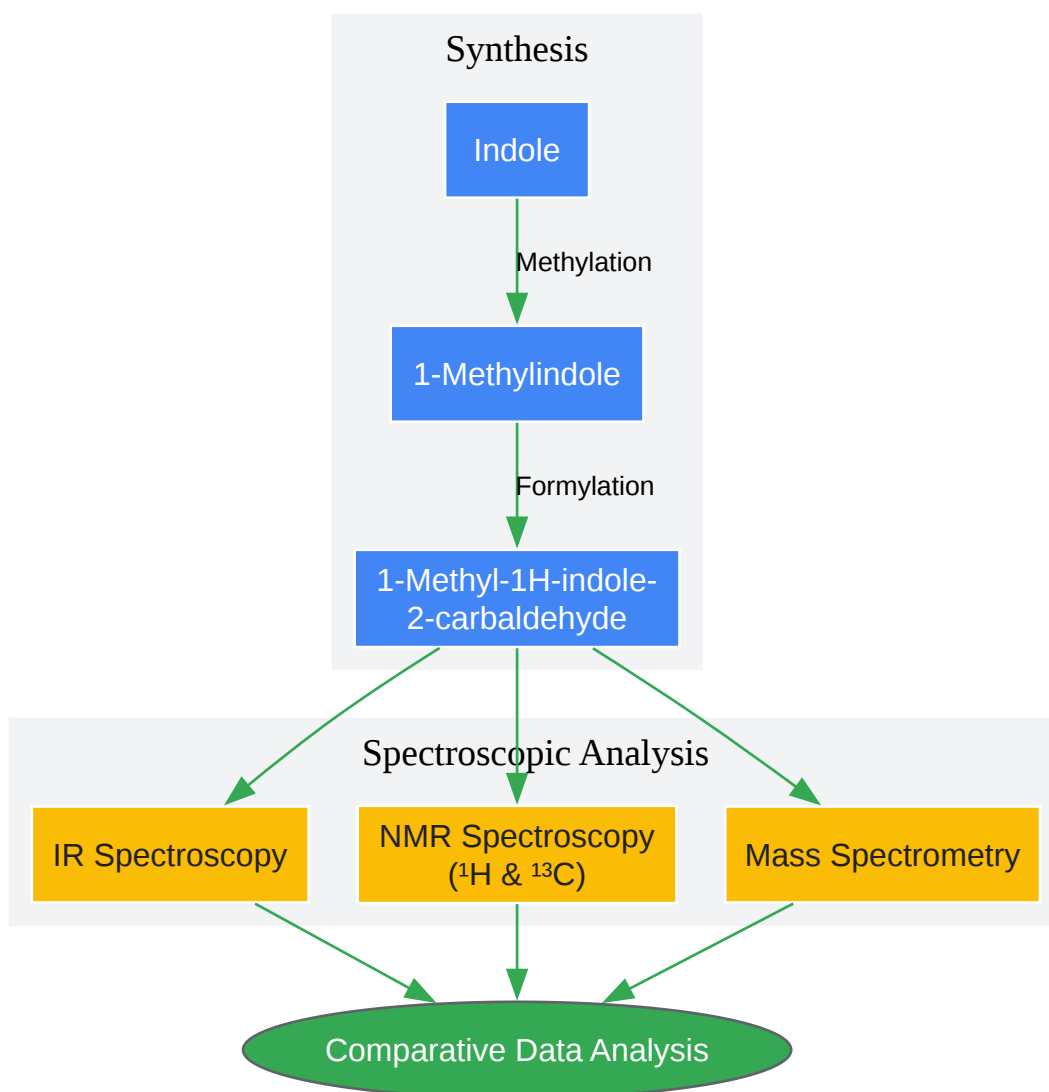 Synthesis
Indole
Methylation
1-Methylindole
Formylation
1-Methyl-1H-indole-
2-carbaldehyde
Spectroscopic Analysis
IR Spectroscopy
NMR Spectroscopy
(¹H & ¹³C)
Mass Spectrometry
Comparative Data Analysis